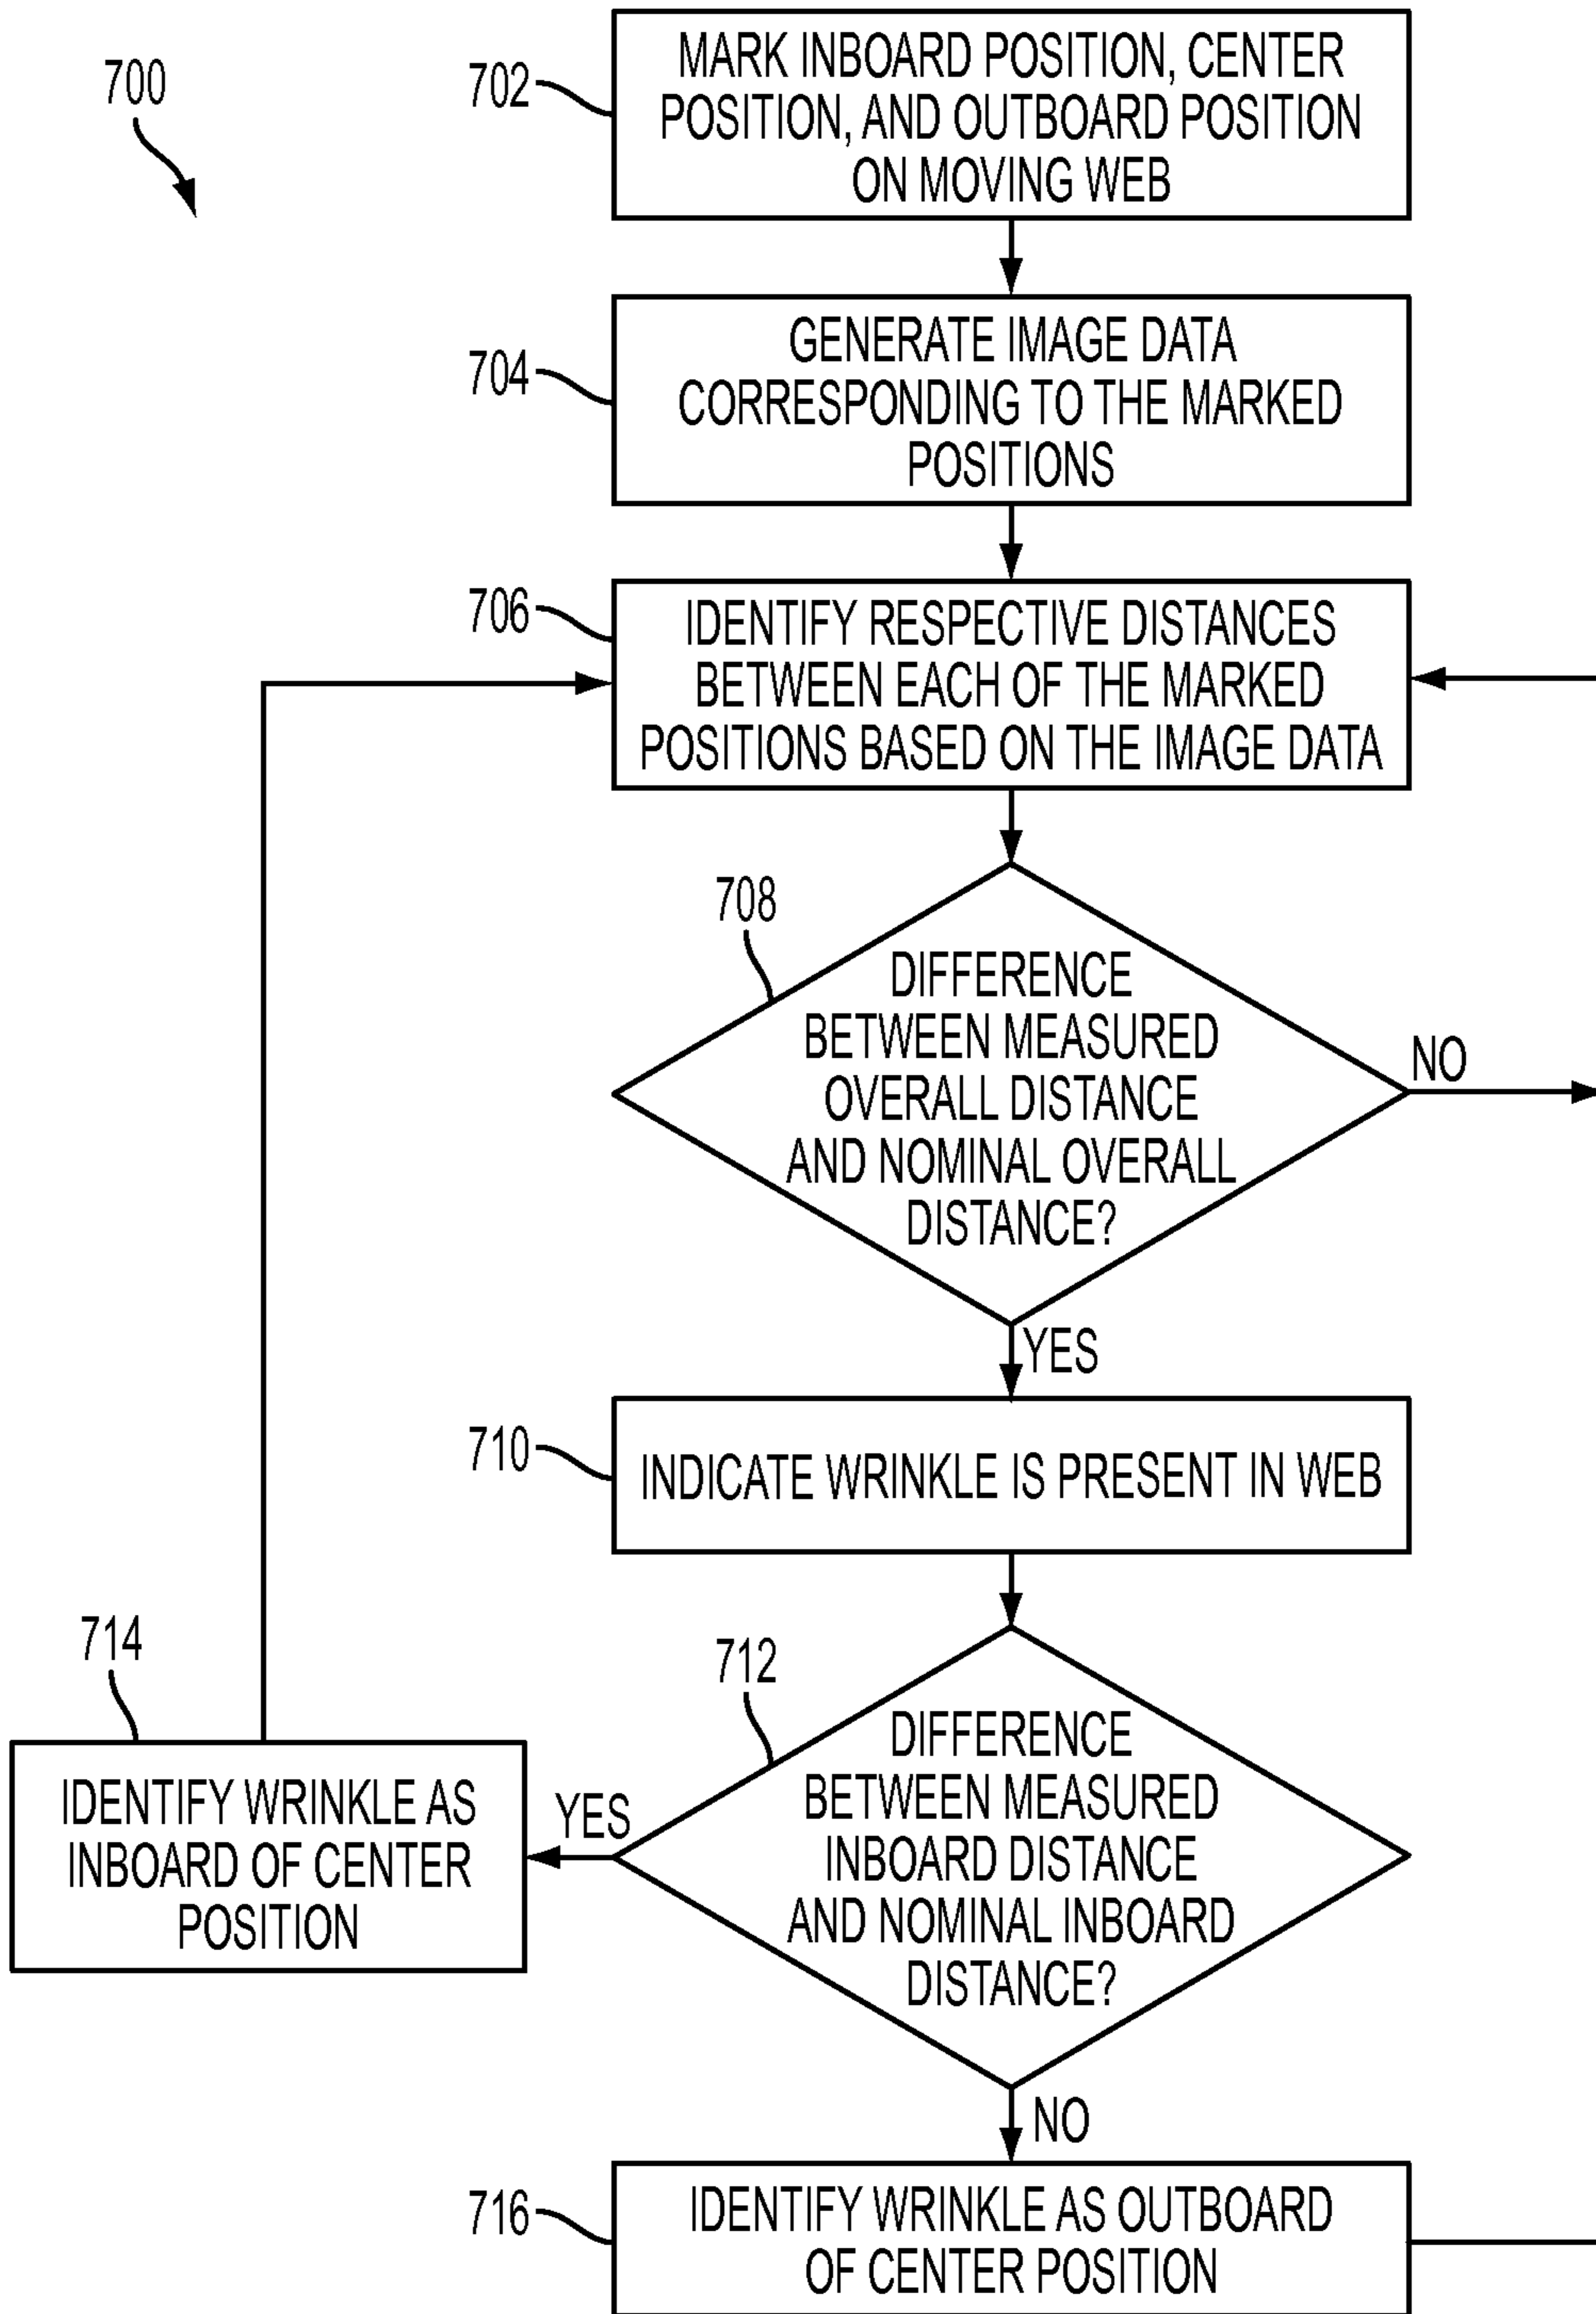 700
702
MARK INBOARD POSITION, CENTER
POSITION, AND OUTBOARD POSITION
ON MOVING WEB
704
GENERATE IMAGE DATA
CORRESPONDING TO THE MARKED
POSITIONS
706
IDENTIFY RESPECTIVE DISTANCES
BETWEEN EACH OF THE MARKED
POSITIONS BASED ON THE IMAGE DATA
708
DIFFERENCE
BETWEEN MEASURED
OVERALL DISTANCE
AND NOMINAL OVERALL
DISTANCE?
NO
YES
710
INDICATE WRINKLE IS PRESENT IN WEB
712
DIFFERENCE
BETWEEN MEASURED
INBOARD DISTANCE
AND NOMINAL INBOARD
DISTANCE?
YES
714
IDENTIFY WRINKLE AS
INBOARD OF CENTER
POSITION
NO
716
IDENTIFY WRINKLE AS OUTBOARD
OF CENTER POSITION